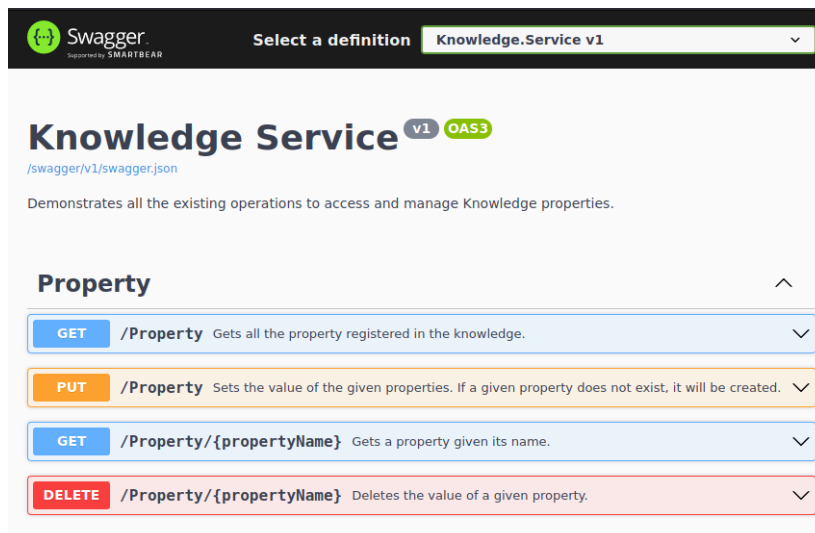 {...} Swagger.
Supported by SMARTBEAR
Select a definition
Knowledge.Service v1
Knowledge Service v1 OAS3
/swagger/v1/swagger.json
Demonstrates all the existing operations to access and manage Knowledge properties.
Property
GET /Property Gets all the property registered in the knowledge.
PUT /Property Sets the value of the given properties. If a given property does not exist, it will be created.
GET /Property/{propertyName} Gets a property given its name.
DELETE /Property/{propertyName} Deletes the value of a given property.